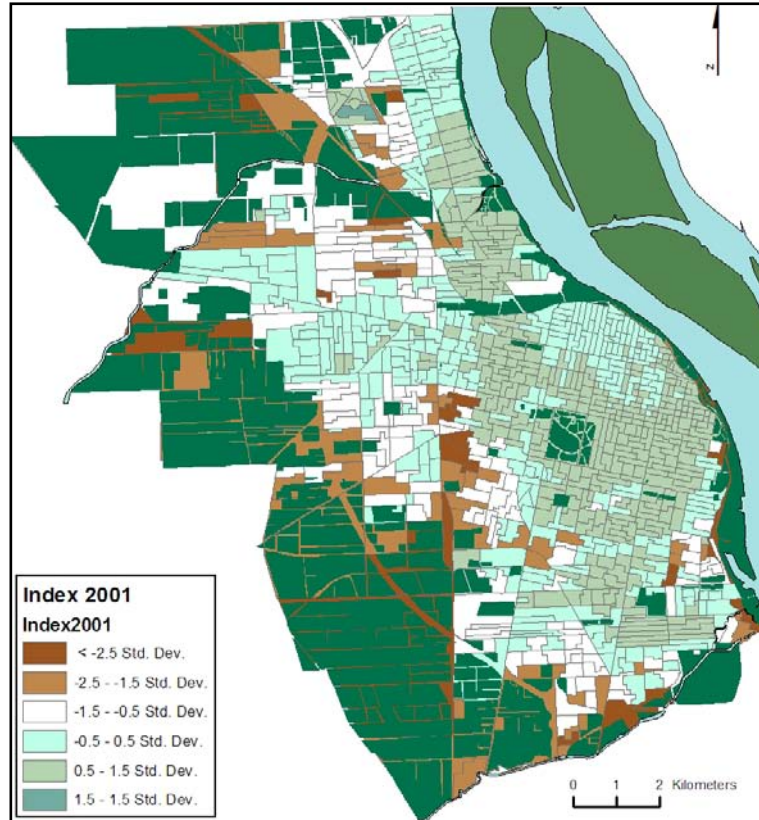 z
Index 2001
Index2001
< -2.5 Std. Dev.
-2.5 - -1.5 Std. Dev.
-1.5 - -0.5 Std. Dev.
-0.5 - 0.5 Std. Dev.
0.5 - 1.5 Std. Dev.
1.5 - 1.5 Std. Dev.
0 1 2 Kilometers